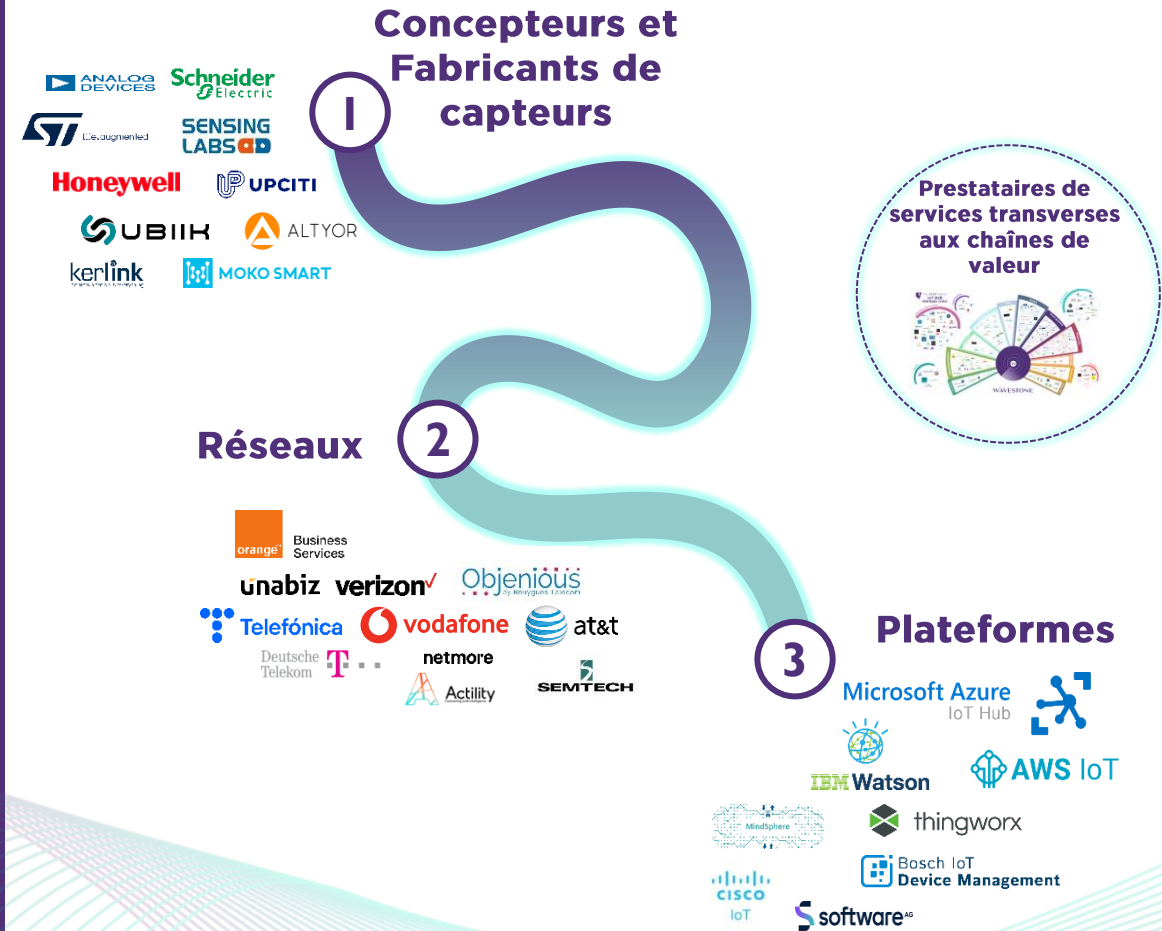 Concepteurs et
Fabricants de
capteurs
1
ANALOG
DEVICES
Schneider
Electric
ST
life.augmented
SENSING
LABS
Honeywell
UPCITI
UBIIK
ALTYOR
kerlink
MOKO SMART
Prestataires de
services transverses
aux chaînes de
valeur
WAVESTONE
Réseaux
2
orange
Business
Services
unabiz
verizon
Objenious
by Bouygues Telecom
Telefónica
vodafone
at&t
Deutsche
Telekom
T
netmore
Actility
SEMTECH
3
Plateformes
Microsoft Azure
IoT Hub
IBM Watson
AWS IoT
MindSphere
thingworx
Bosch IoT
Device Management
CISCO
IoT
software AG